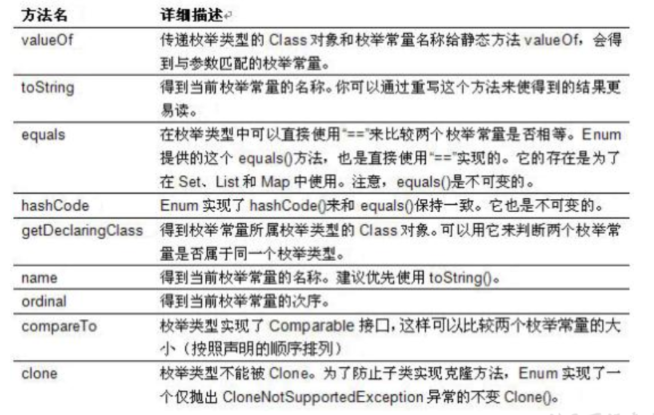 方法名 详细描述
valueOf 传递枚举类型的 Class 对象和枚举常量名称给静态方法 valueOf，会得
到与参数匹配的枚举常量。
toString 得到当前枚举常量的名称。你可以通过重写这个方法来使得到的结果更
易读。
equals 在枚举类型中可以直接使用“==”来比较两个枚举常量是否相等。Enum
提供的这个 equals()方法，也是直接使用“==”实现的。它的存在是为了
在 Set、List 和 Map 中使用。注意，equals()是不可变的。
hashCode Enum 实现了 hashCode()来和 equals()保持一致。它也是不可变的。
getDeclaringClass 得到枚举常量所属枚举类型的 Class 对象。可以用它来判断两个枚举常
量是否属于同一个枚举类型。
name 得到当前枚举常量的名称。建议优先使用 toString()。
ordinal 得到当前枚举常量的次序。
compareTo 枚举类型实现了 Comparable 接口，这样可以比较两个枚举常量的大
小（按照声明的顺序排列）
clone 枚举类型不能被 Clone。为了防止子类实现克隆方法，Enum 实现了一
个仅抛出 CloneNotSupportedException 异常的不变 Clone()。